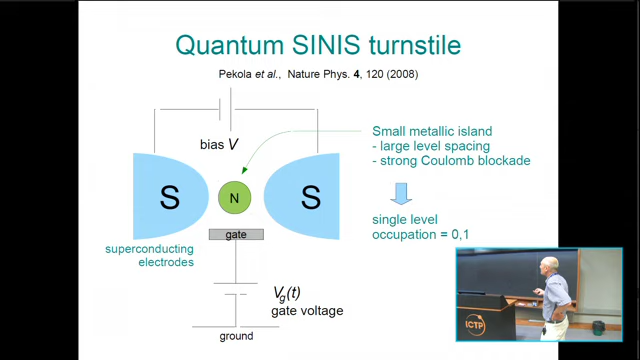 Quantum SINIS turnstile
Pekola et al., Nature Phys. 4, 120 (2008)
bias V
Small metallic island
- large level spacing
- strong Coulomb blockade
S
N
S
single level
occupation = 0,1
gate
superconducting
electrodes
Vg(t)
gate voltage
ground
ICTP